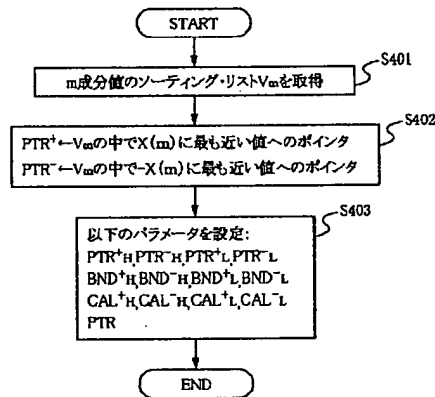 START
S401
m成分値のソーティング・リストVmを取得
S402
PTR⁺←Vmの中でX(m)に最も近い値へのポインタ
PTR⁻←Vmの中で-X(m)に最も近い値へのポインタ
S403
以下のパラメータを設定:
PTR⁺H,PTR⁻H,PTR⁺L,PTR⁻L
BND⁺H,BND⁻H,BND⁺L,BND⁻L
CAL⁺H,CAL⁻H,CAL⁺L,CAL⁻L
PTR
END